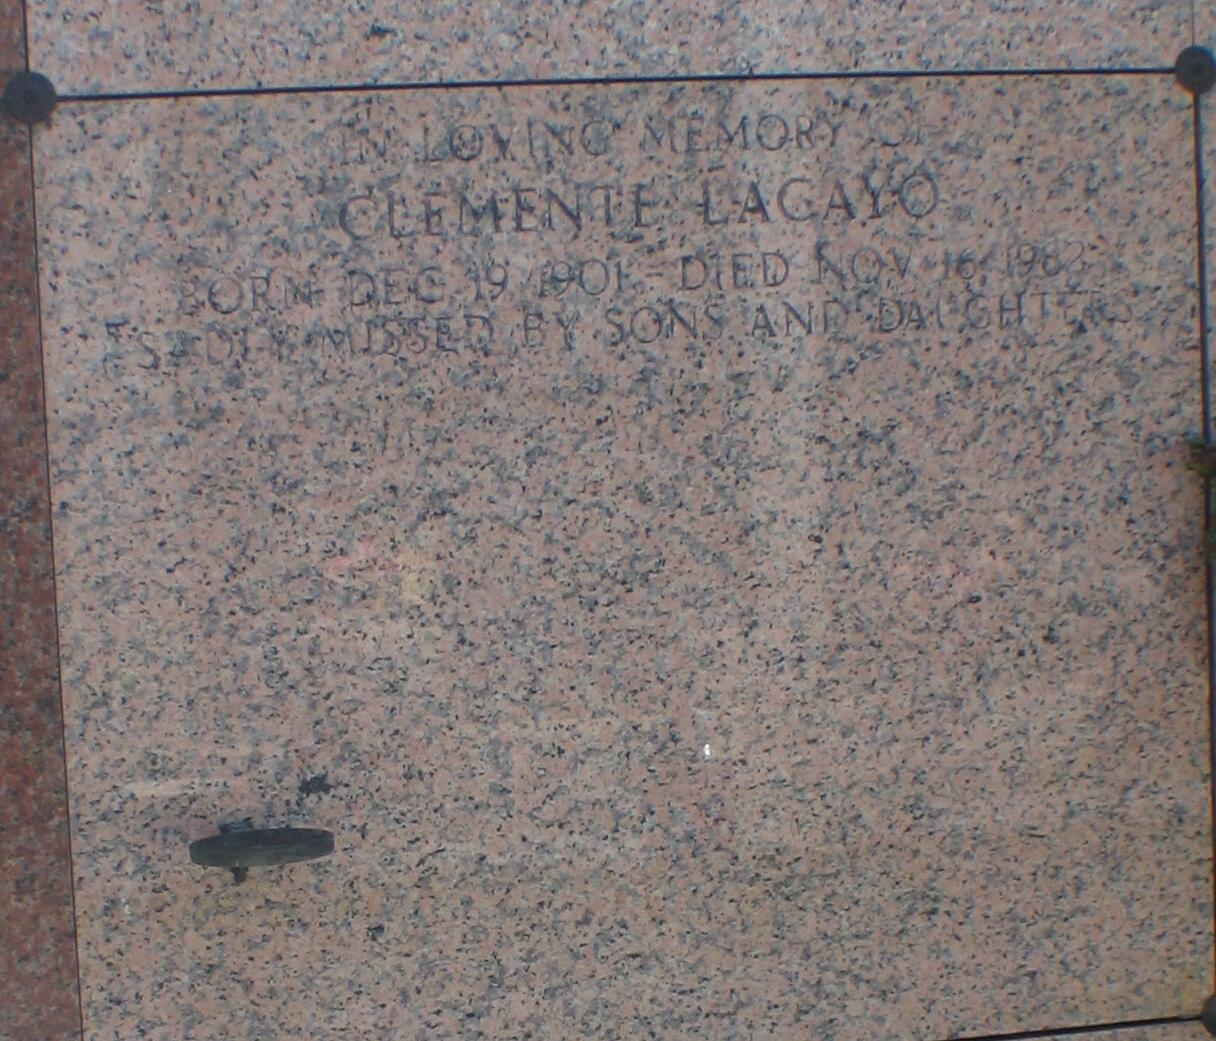 IN LOVING MEMORY OF
CLEMENTE LACAYO
BORN DEC 19 1901 - DIED NOV 16 1982
SADLY MISSED BY SONS AND DAUGHTERS